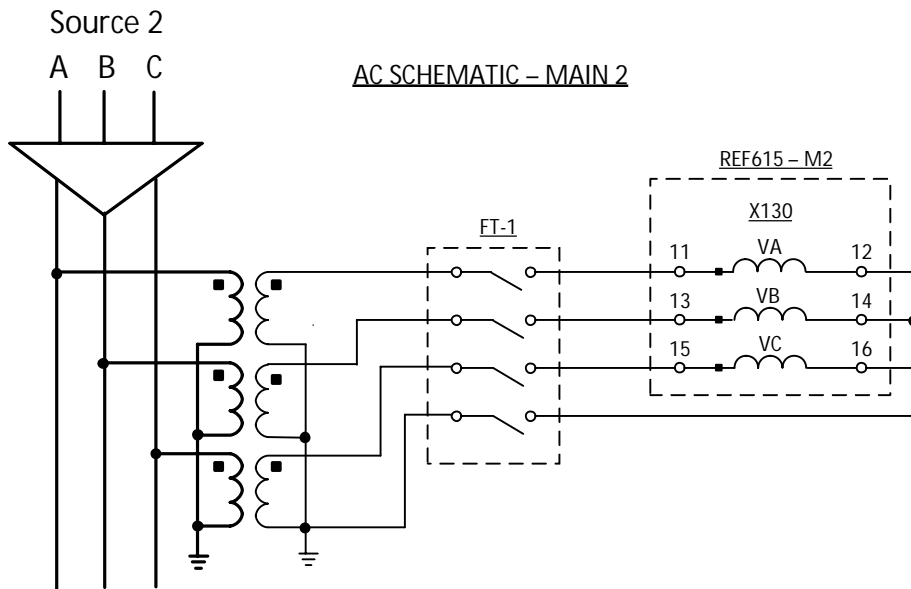 Source 2
A B C
AC SCHEMATIC – MAIN 2
REF615 – M2
X130
FT-1
11 VA 12
13 VB 14
15 VC 16